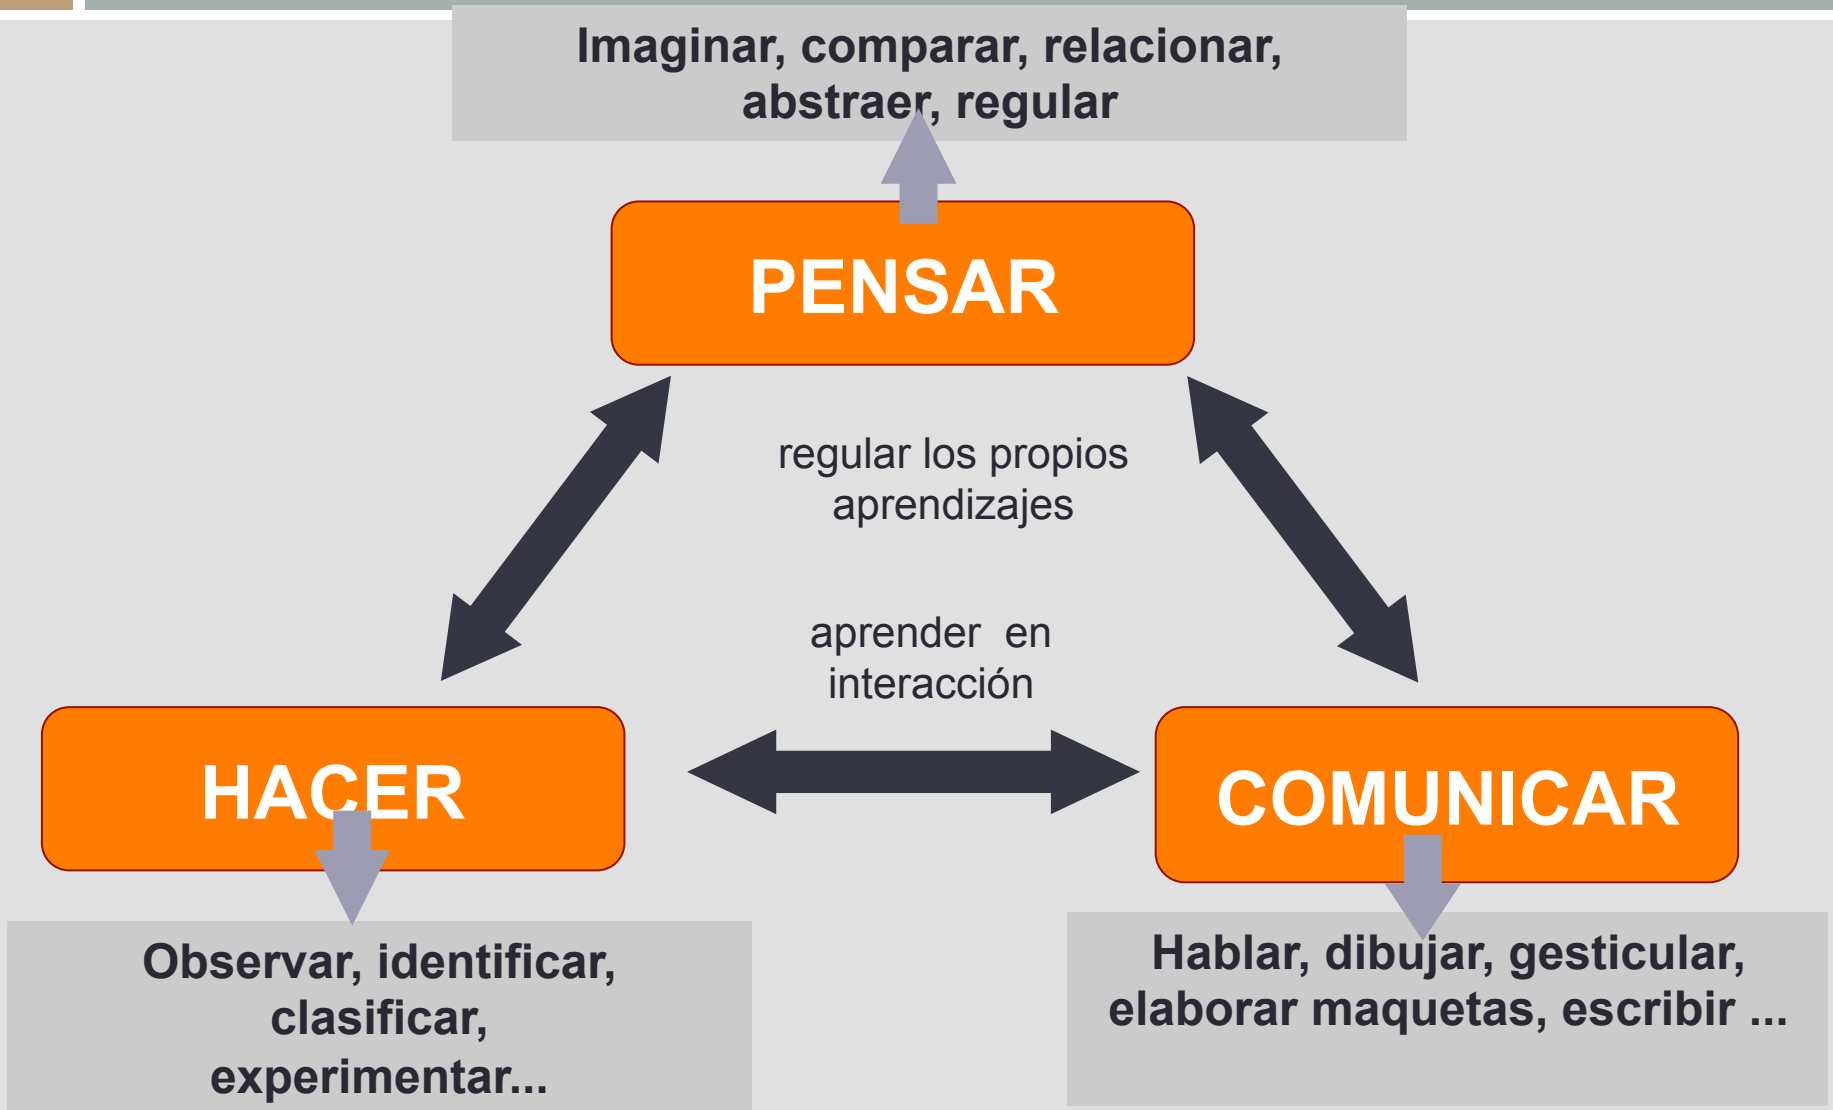 Imaginar, comparar, relacionar,
abstraer, regular
PENSAR
regular los propios
aprendizajes
aprender en
interacción
HACER
COMUNICAR
Observar, identificar,
clasificar,
experimentar...
Hablar, dibujar, gesticular,
elaborar maquetas, escribir ...